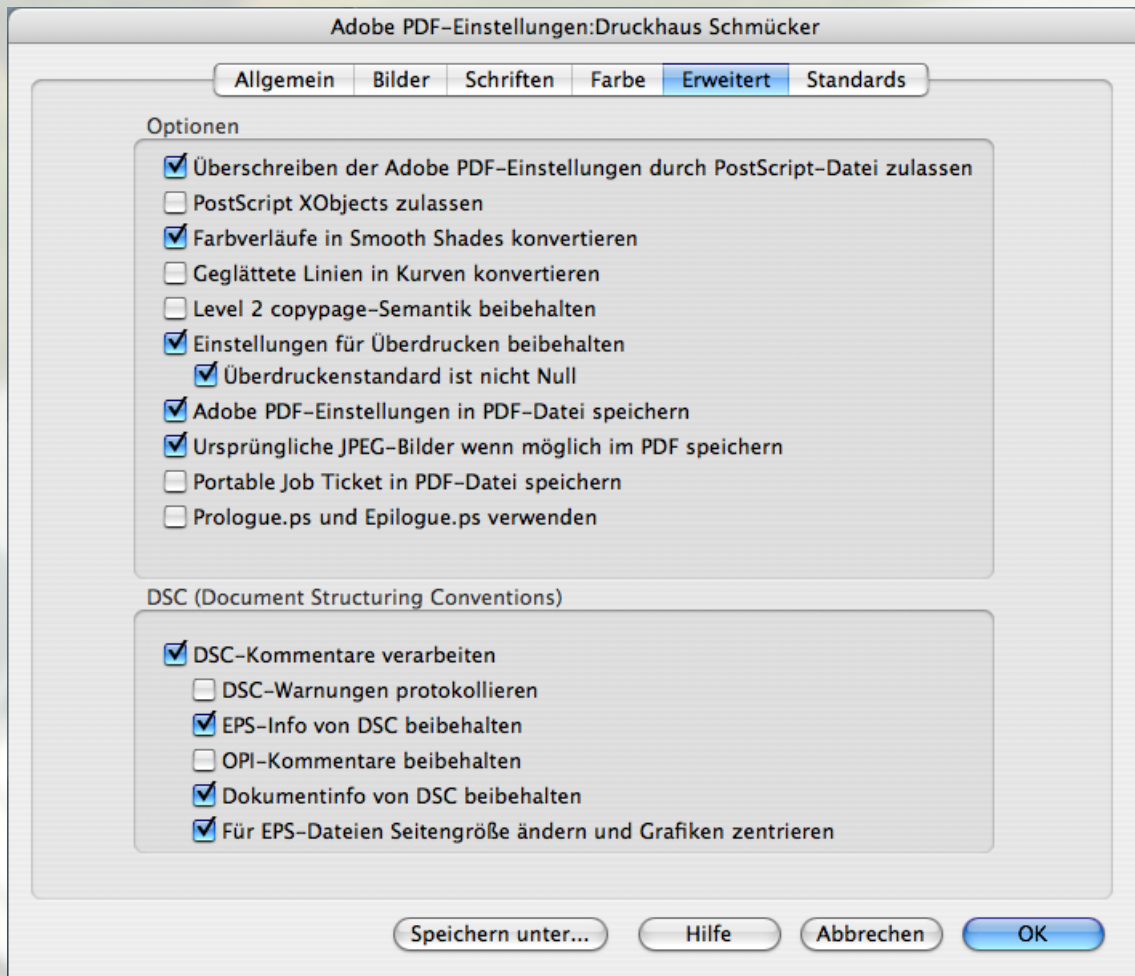 Adobe PDF-Einstellungen:Druckhaus Schmücker
Allgemein Bilder Schriften Farbe Erweitert Standards
Optionen
Überschreiben der Adobe PDF-Einstellungen durch PostScript-Datei zulassen
PostScript XObjects zulassen
Farbverläufe in Smooth Shades konvertieren
Geglättete Linien in Kurven konvertieren
Level 2 copypage-Semantik beibehalten
Einstellungen für Überdrucken beibehalten
Überdruckenstandard ist nicht Null
Adobe PDF-Einstellungen in PDF-Datei speichern
Ursprüngliche JPEG-Bilder wenn möglich im PDF speichern
Portable Job Ticket in PDF-Datei speichern
Prologue.ps und Epilogue.ps verwenden
DSC (Document Structuring Conventions)
DSC-Kommentare verarbeiten
DSC-Warnungen protokollieren
EPS-Info von DSC beibehalten
OPI-Kommentare beibehalten
Dokumentinfo von DSC beibehalten
Für EPS-Dateien Seitengröße ändern und Grafiken zentrieren
Speichern unter... Hilfe Abbrechen OK